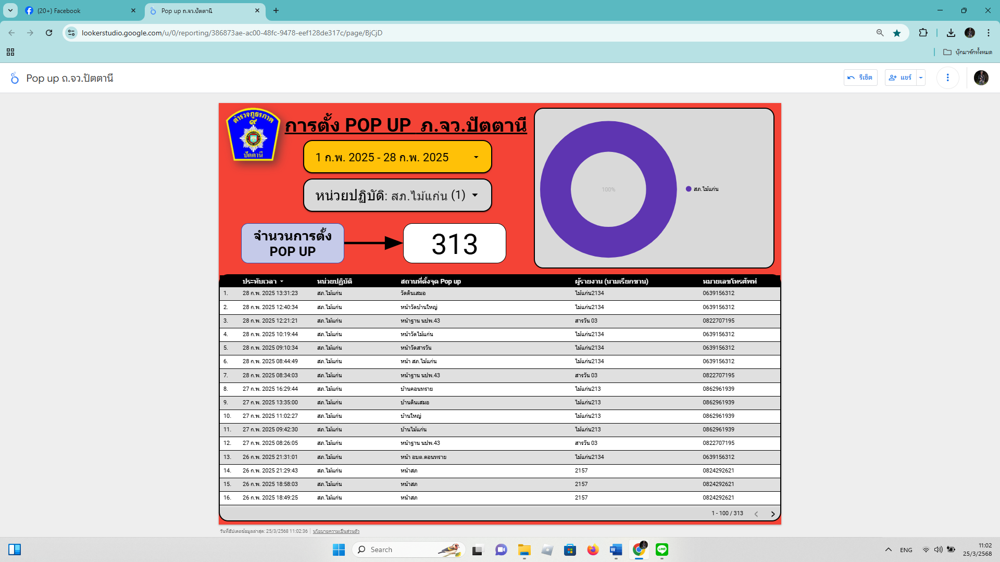 (20+) Facebook
Pop up ถ.จว.ปัตตานี
lookerstudio.google.com/u/0/reporting/386873ae-ac00-48fc-9478-eef128de317c/page/BjCjD
บุ๊กมาร์กทั้งหมด
Pop up ถ.จว.ปัตตานี
รีเซ็ต
แชร์
ตำรวจภูธรภาค
๙
ปัตตานี
การตั้ง POP UP ภ.จว.ปัตตานี
1 ก.พ. 2025 - 28 ก.พ. 2025
หน่วยปฏิบัติ: สภ.ไม้แก่น (1)
จำนวนการตั้ง
POP UP
313
100%
สภ.ไม้แก่น
ประทับเวลา หน่วยปฏิบัติ สถานที่ตั้งจุด Pop up ผู้รายงาน (นามเรียกขาน) หมายเลขโทรศัพท์
1. 28 ก.พ. 2025 13:31:23 สภ.ไม้แก่น วัดดินเสมอ ไม้แก่น2134 0639156312
2. 28 ก.พ. 2025 12:40:34 สภ.ไม้แก่น หน้าวัดบ้านใหญ่ ไม่แก่น2134 0639156312
3. 28 ก.พ. 2025 12:21:21 สภ.ไม้แก่น หน้าฐาน นปพ.43 สารวัน 03 0822707195
4. 28 ก.พ. 2025 10:19:44 สภ.ไม้แก่น หน้าวัดไม้แก่น ไม้แก่น2134 0639156312
5. 28 ก.พ. 2025 09:10:34 สภ.ไม้แก่น หน้าวัดสารวัน ไม้แก่น2134 0639156312
6. 28 ก.พ. 2025 08:44:49 สภ.ไม้แก่น หน้า สภ.ไม้แก่น ไม้แก่น2134 0639156312
7. 28 ก.พ. 2025 08:34:03 สภ.ไม้แก่น หน้าฐาน นปพ.43 สารวัน 03 0822707195
8. 27 ก.พ. 2025 16:29:44 สภ.ไม้แก่น บ้านดอนทราย ไม้แก่น213 0862961939
9. 27 ก.พ. 2025 13:35:00 สภ.ไม้แก่น บ้านดินเสมอ ไม้แก่น213 0862961939
10. 27 ก.พ. 2025 11:02:27 สภ.ไม้แก่น บ้านใหญ่ ไม้แก่น213 0862961939
11. 27 ก.พ. 2025 09:42:30 สภ.ไม้แก่น บ้านไม้แก่น ไม้แก่น213 0862961939
12. 27 ก.พ. 2025 08:26:05 สภ.ไม้แก่น หน้าฐาน นปพ.43 สารวัน 03 0822707195
13. 26 ก.พ. 2025 21:31:01 สภ.ไม้แก่น หน้า อบต.ดอนทราย ไม้แก่น2134 0639156312
14. 26 ก.พ. 2025 21:29:43 สภ.ไม้แก่น หน้าสภ 2157 0824292621
15. 26 ก.พ. 2025 18:58:03 สภ.ไม้แก่น หน้าสภ 2157 0824292621
16. 26 ก.พ. 2025 18:49:25 สภ.ไม้แก่น หน้าสภ 2157 0824292621
1 - 100 / 313
วันที่อัปเดตข้อมูลล่าสุด: 25/3/2568 11:02:36 นโยบายความเป็นส่วนตัว
Search
ENG
11:02
25/3/2568